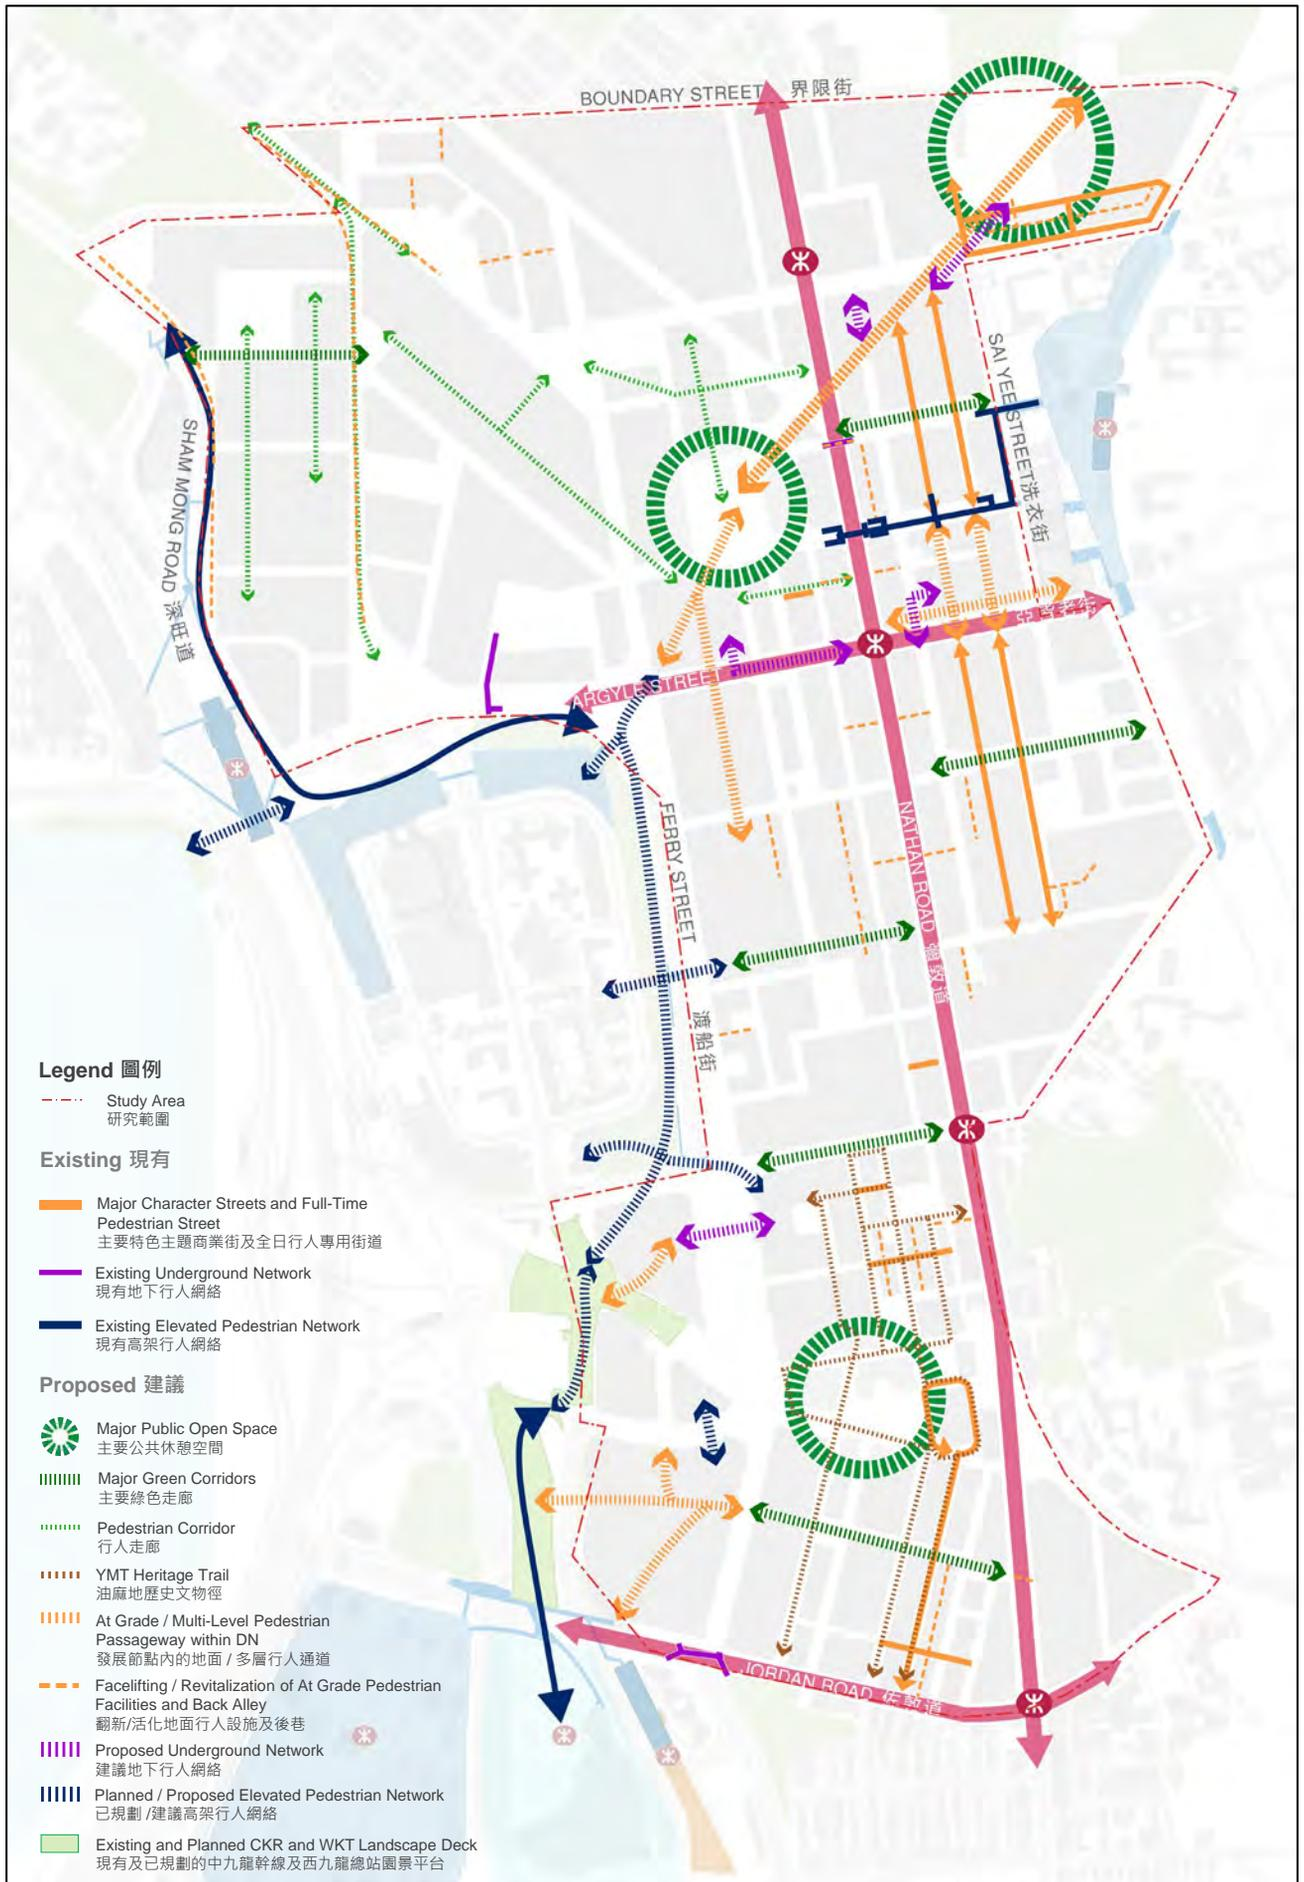 BOUNDARY STREET 界限街
SAI YEE STREET洗衣街
SHAM MONG ROAD 深旺道
ARGYLE STREET
亞皆老街
FERRY STREET
渡船街
NATHAN ROAD 彌敦道
JORDAN ROAD 佐敦道
Legend 圖例
Study Area
研究範圍
Existing 現有
Major Character Streets and Full-Time
Pedestrian Street
主要特色主題商業街及全日行人專用街道
Existing Underground Network
現有地下行人網絡
Existing Elevated Pedestrian Network
現有高架行人網絡
Proposed 建議
Major Public Open Space
主要公共休憩空間
Major Green Corridors
主要綠色走廊
Pedestrian Corridor
行人走廊
YMT Heritage Trail
油麻地歷史文物徑
At Grade / Multi-Level Pedestrian
Passageway within DN
發展節點內的地面 / 多層行人通道
Facelifting / Revitalization of At Grade Pedestrian
Facilities and Back Alley
翻新/活化地面行人設施及後巷
Proposed Underground Network
建議地下行人網絡
Planned / Proposed Elevated Pedestrian Network
已規劃 /建議高架行人網絡
Existing and Planned CKR and WKT Landscape Deck
現有及已規劃的中九龍幹線及西九龍總站園景平台